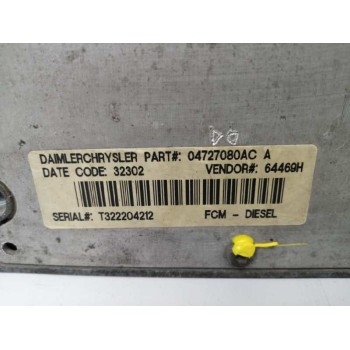 DAIMLERCHRYSLER PART#: 04727080AC A
DATE CODE: 32302 VENDOR#: 64469H
SERIAL#: T322204212 FCM - DIESEL